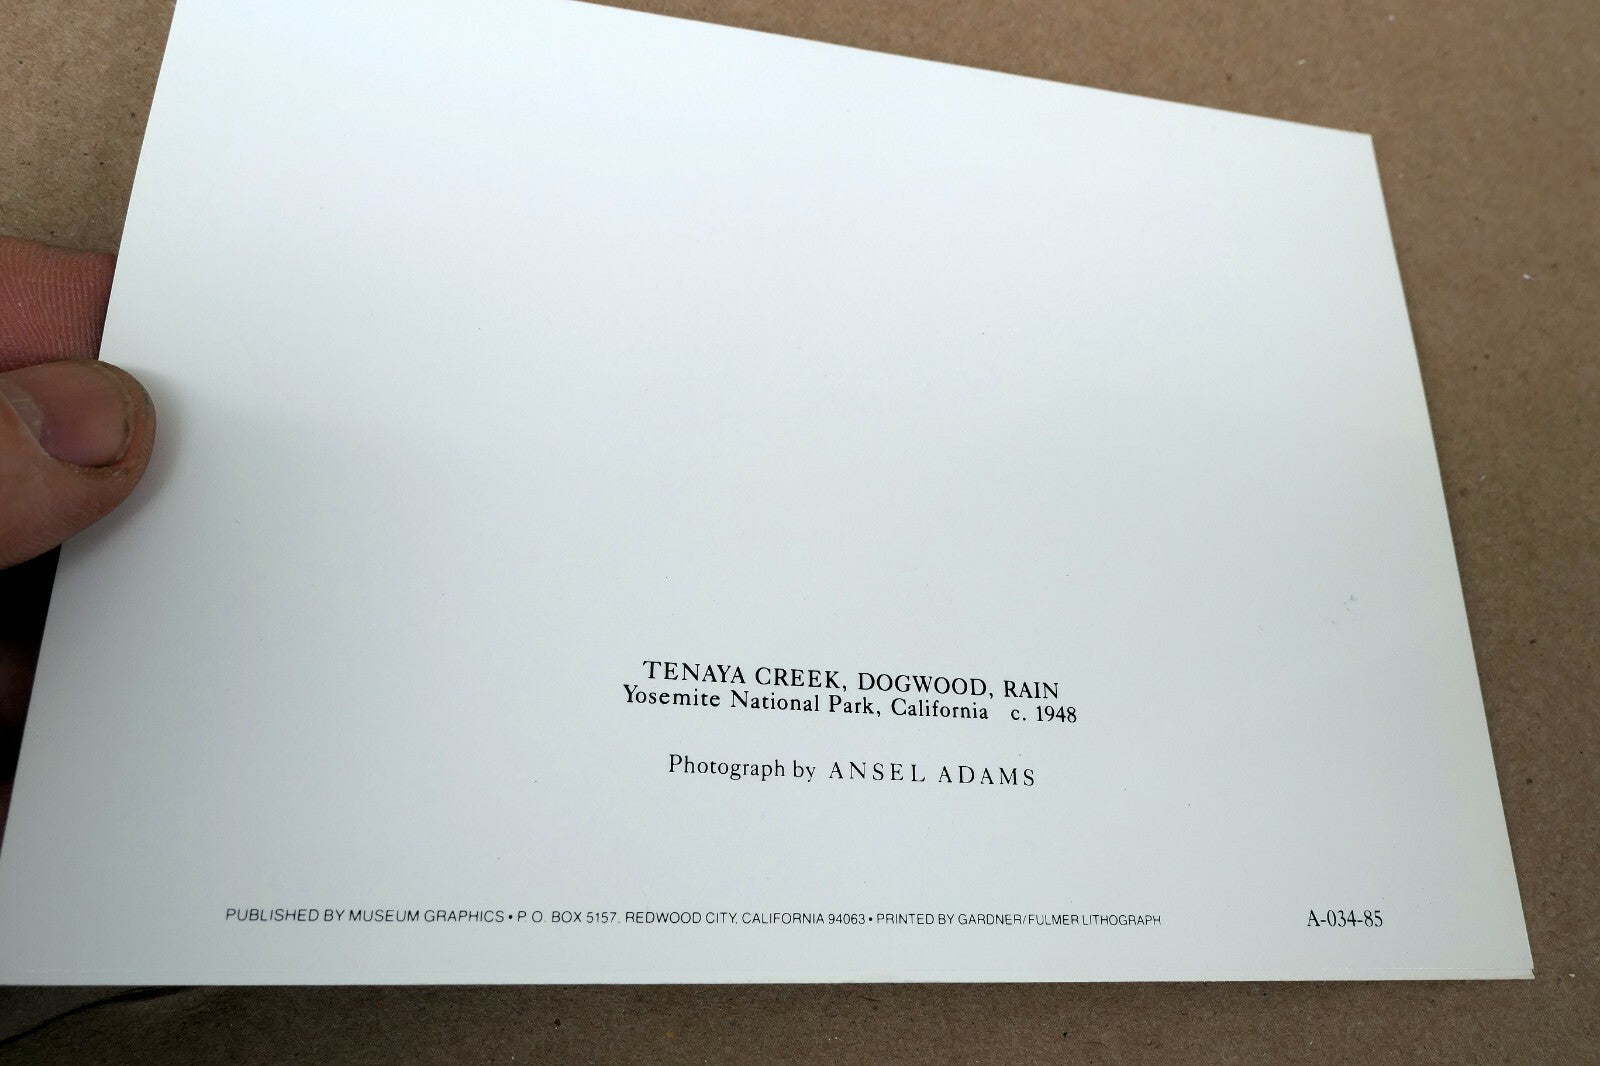 TENAYA CREEK, DOGWOOD, RAIN
Yosemite National Park, California c. 1948
Photograph by ANSEL ADAMS
PUBLISHED BY MUSEUM GRAPHICS • P. O. BOX 5157, REDWOOD CITY, CALIFORNIA 94063 • PRINTED BY GARDNER/FULMER LITHOGRAPH
A-034-85